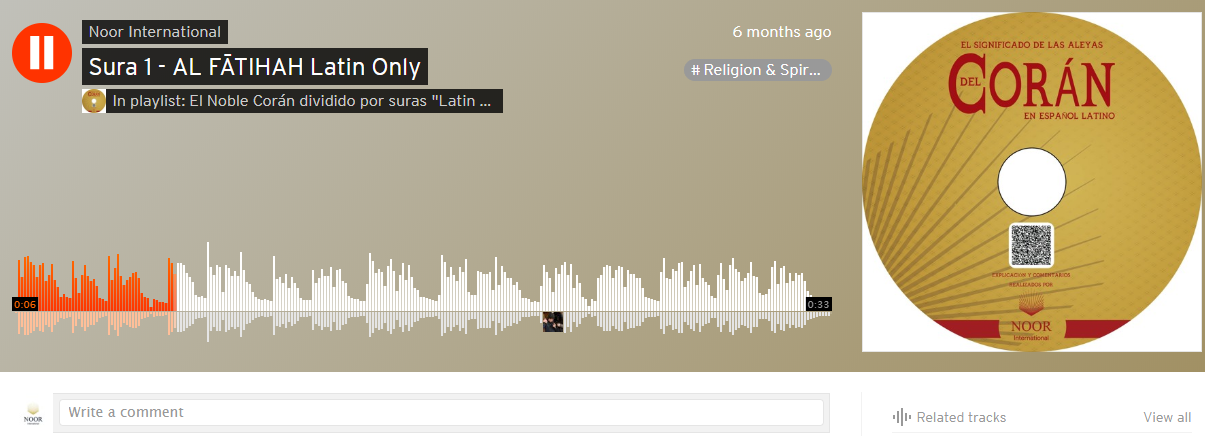 Noor International
6 months ago
Sura 1 - AL FĀTIHAH Latin Only
# Religion & Spir...
In playlist: El Noble Corán dividido por suras "Latin ...
0:06
0:33
EL SIGNIFICADO DE LAS ALEYAS
DEL CORÁN
EN ESPAÑOL LATINO
EXPLICACIÓN Y COMENTARIOS
REALIZADOS POR
NOOR
International
NOOR
Write a comment
Related tracks
View all